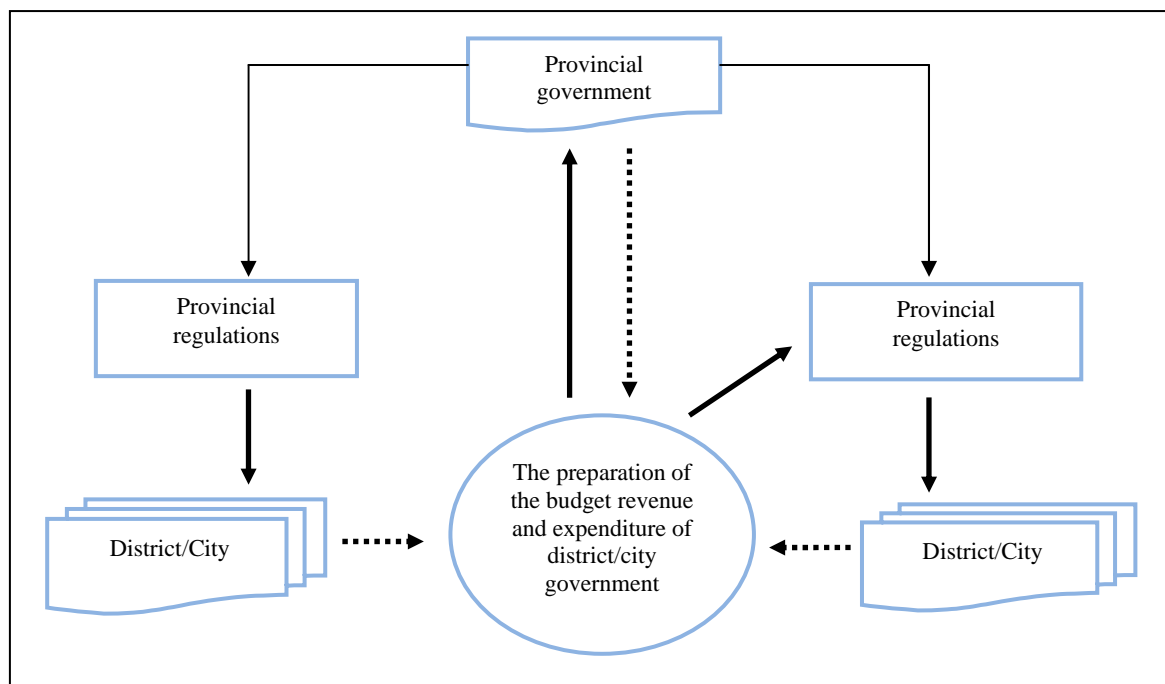 Provincial
government
Provincial
regulations
Provincial
regulations
The preparation of
the budget revenue
and expenditure of
district/city
government
District/City
District/City